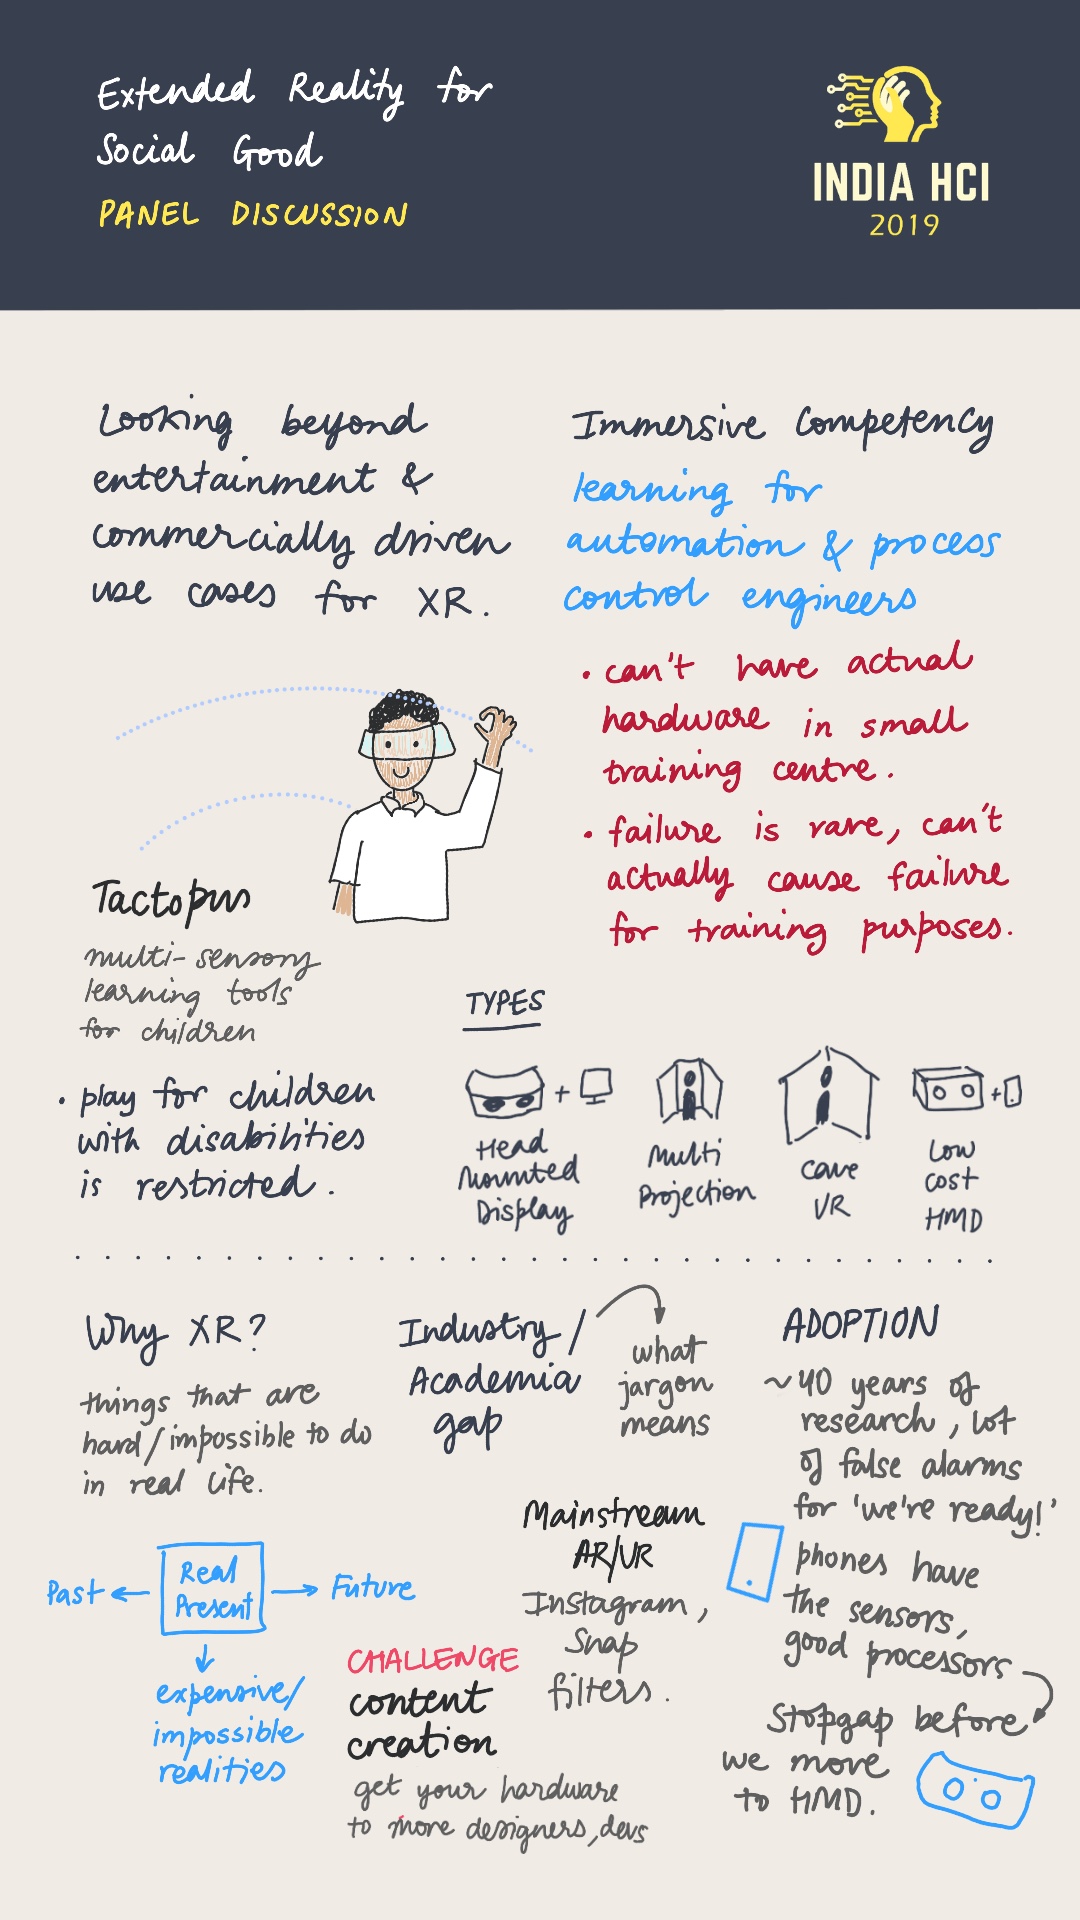 Extended Reality for
Social Good
PANEL DISCUSSION
INDIA HCI
2019
Looking beyond
entertainment &
commercially driven
use cases for XR.
Immersive Competency
learning for
automation & process
control engineers
• can't have actual
hardware in small
training centre.
• failure is rare, can't
actually cause failure
for training purposes.
Tactopus
multi-sensory
learning tools
for children
• play for children
with disabilities
is restricted.
TYPES
+
Head
Mounted
Display
Multi
Projection
Cave
VR
+
Low
cost
HMD
Why XR?
things that are
hard/impossible to do
in real life.
Past
Real
Present
Future
expensive/
impossible
realities
Industry/
Academia
gap
what
jargon
means
Mainstream
AR/VR
Instagram,
Snap
filters.
CHALLENGE
content
creation
get your hardware
to more designers, devs
ADOPTION
~40 years of
research, lot
of false alarms
for 'we're ready!'
phones have
the sensors,
good processors
Stopgap before
we move
to HMD.